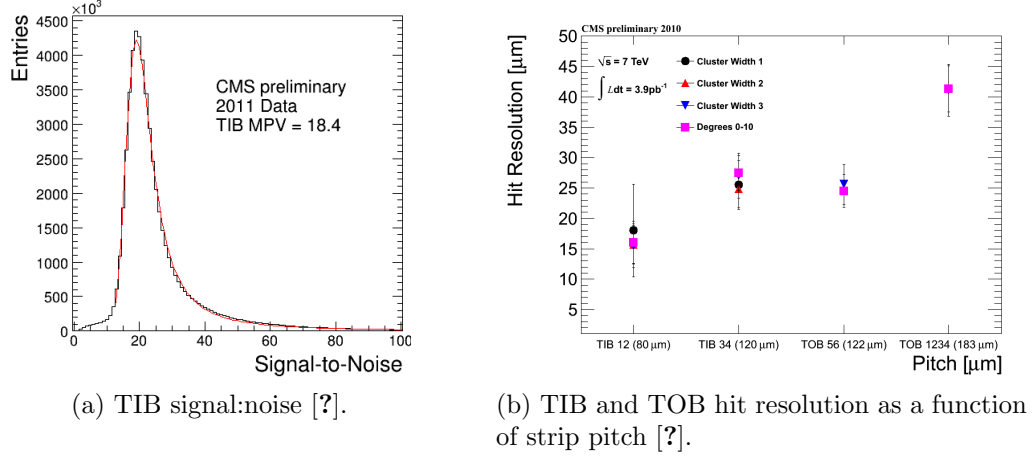 ×10³
4500
4000
3500
3000
2500
2000
1500
1000
500
0
Entries
CMS preliminary
2011 Data
TIB MPV = 18.4
0 20 40 60 80 100
Signal-to-Noise
(a) TIB signal:noise [?].
CMS preliminary 2010
50
45
40
35
30
25
20
15
10
5
Hit Resolution [μm]
√s = 7 TeV
∫ Ldt = 3.9pb⁻¹
Cluster Width 1
Cluster Width 2
Cluster Width 3
Degrees 0-10
TIB 12 (80 μm) TIB 34 (120 μm) TOB 56 (122 μm) TOB 1234 (183 μm)
Pitch [μm]
(b) TIB and TOB hit resolution as a function
of strip pitch [?].